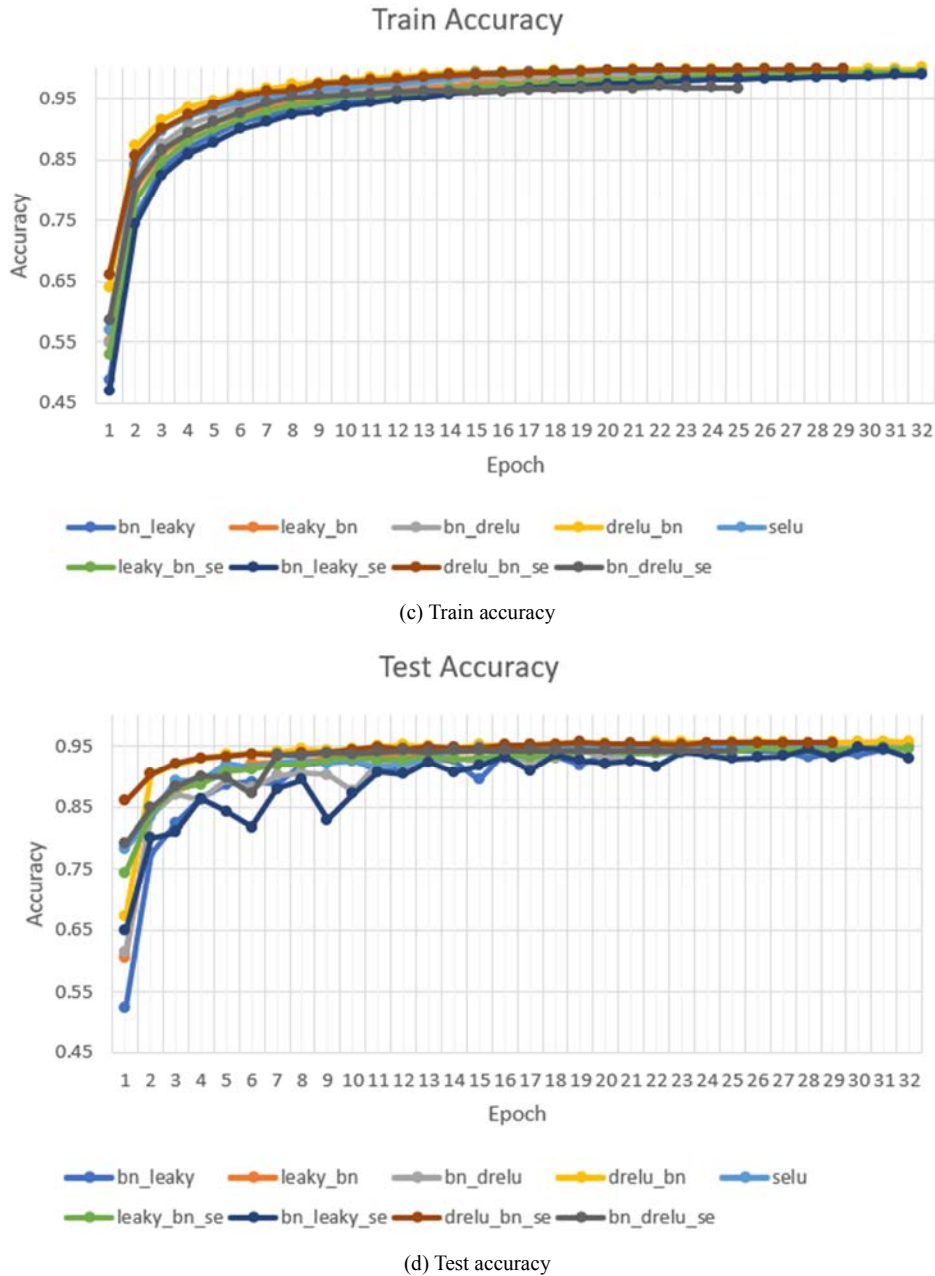 Train Accuracy
0.95
0.85
0.75
0.65
0.55
0.45
Accuracy
1 2 3 4 5 6 7 8 9 10 11 12 13 14 15 16 17 18 19 20 21 22 23 24 25 26 27 28 29 30 31 32
Epoch
bn_leaky leaky_bn bn_drelu drelu_bn selu
leaky_bn_se bn_leaky_se drelu_bn_se bn_drelu_se
(c) Train accuracy
Test Accuracy
0.95
0.85
0.75
0.65
0.55
0.45
Accuracy
1 2 3 4 5 6 7 8 9 10 11 12 13 14 15 16 17 18 19 20 21 22 23 24 25 26 27 28 29 30 31 32
Epoch
bn_leaky leaky_bn bn_drelu drelu_bn selu
leaky_bn_se bn_leaky_se drelu_bn_se bn_drelu_se
(d) Test accuracy